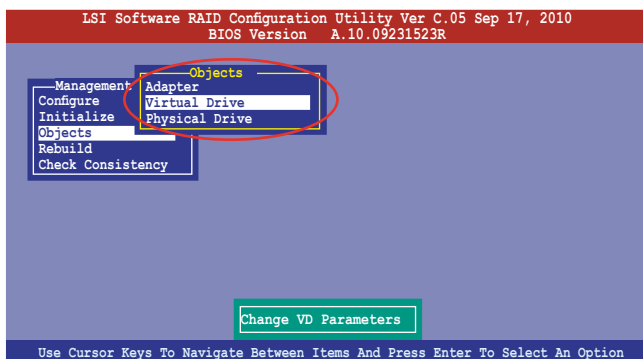 LSI Software RAID Configuration Utility Ver C.05 Sep 17, 2010
BIOS Version A.10.09231523R
Management
Configure
Initialize
Objects
Rebuild
Check Consistency
Objects
Adapter
Virtual Drive
Physical Drive
Change VD Parameters
Use Cursor Keys To Navigate Between Items And Press Enter To Select An Option